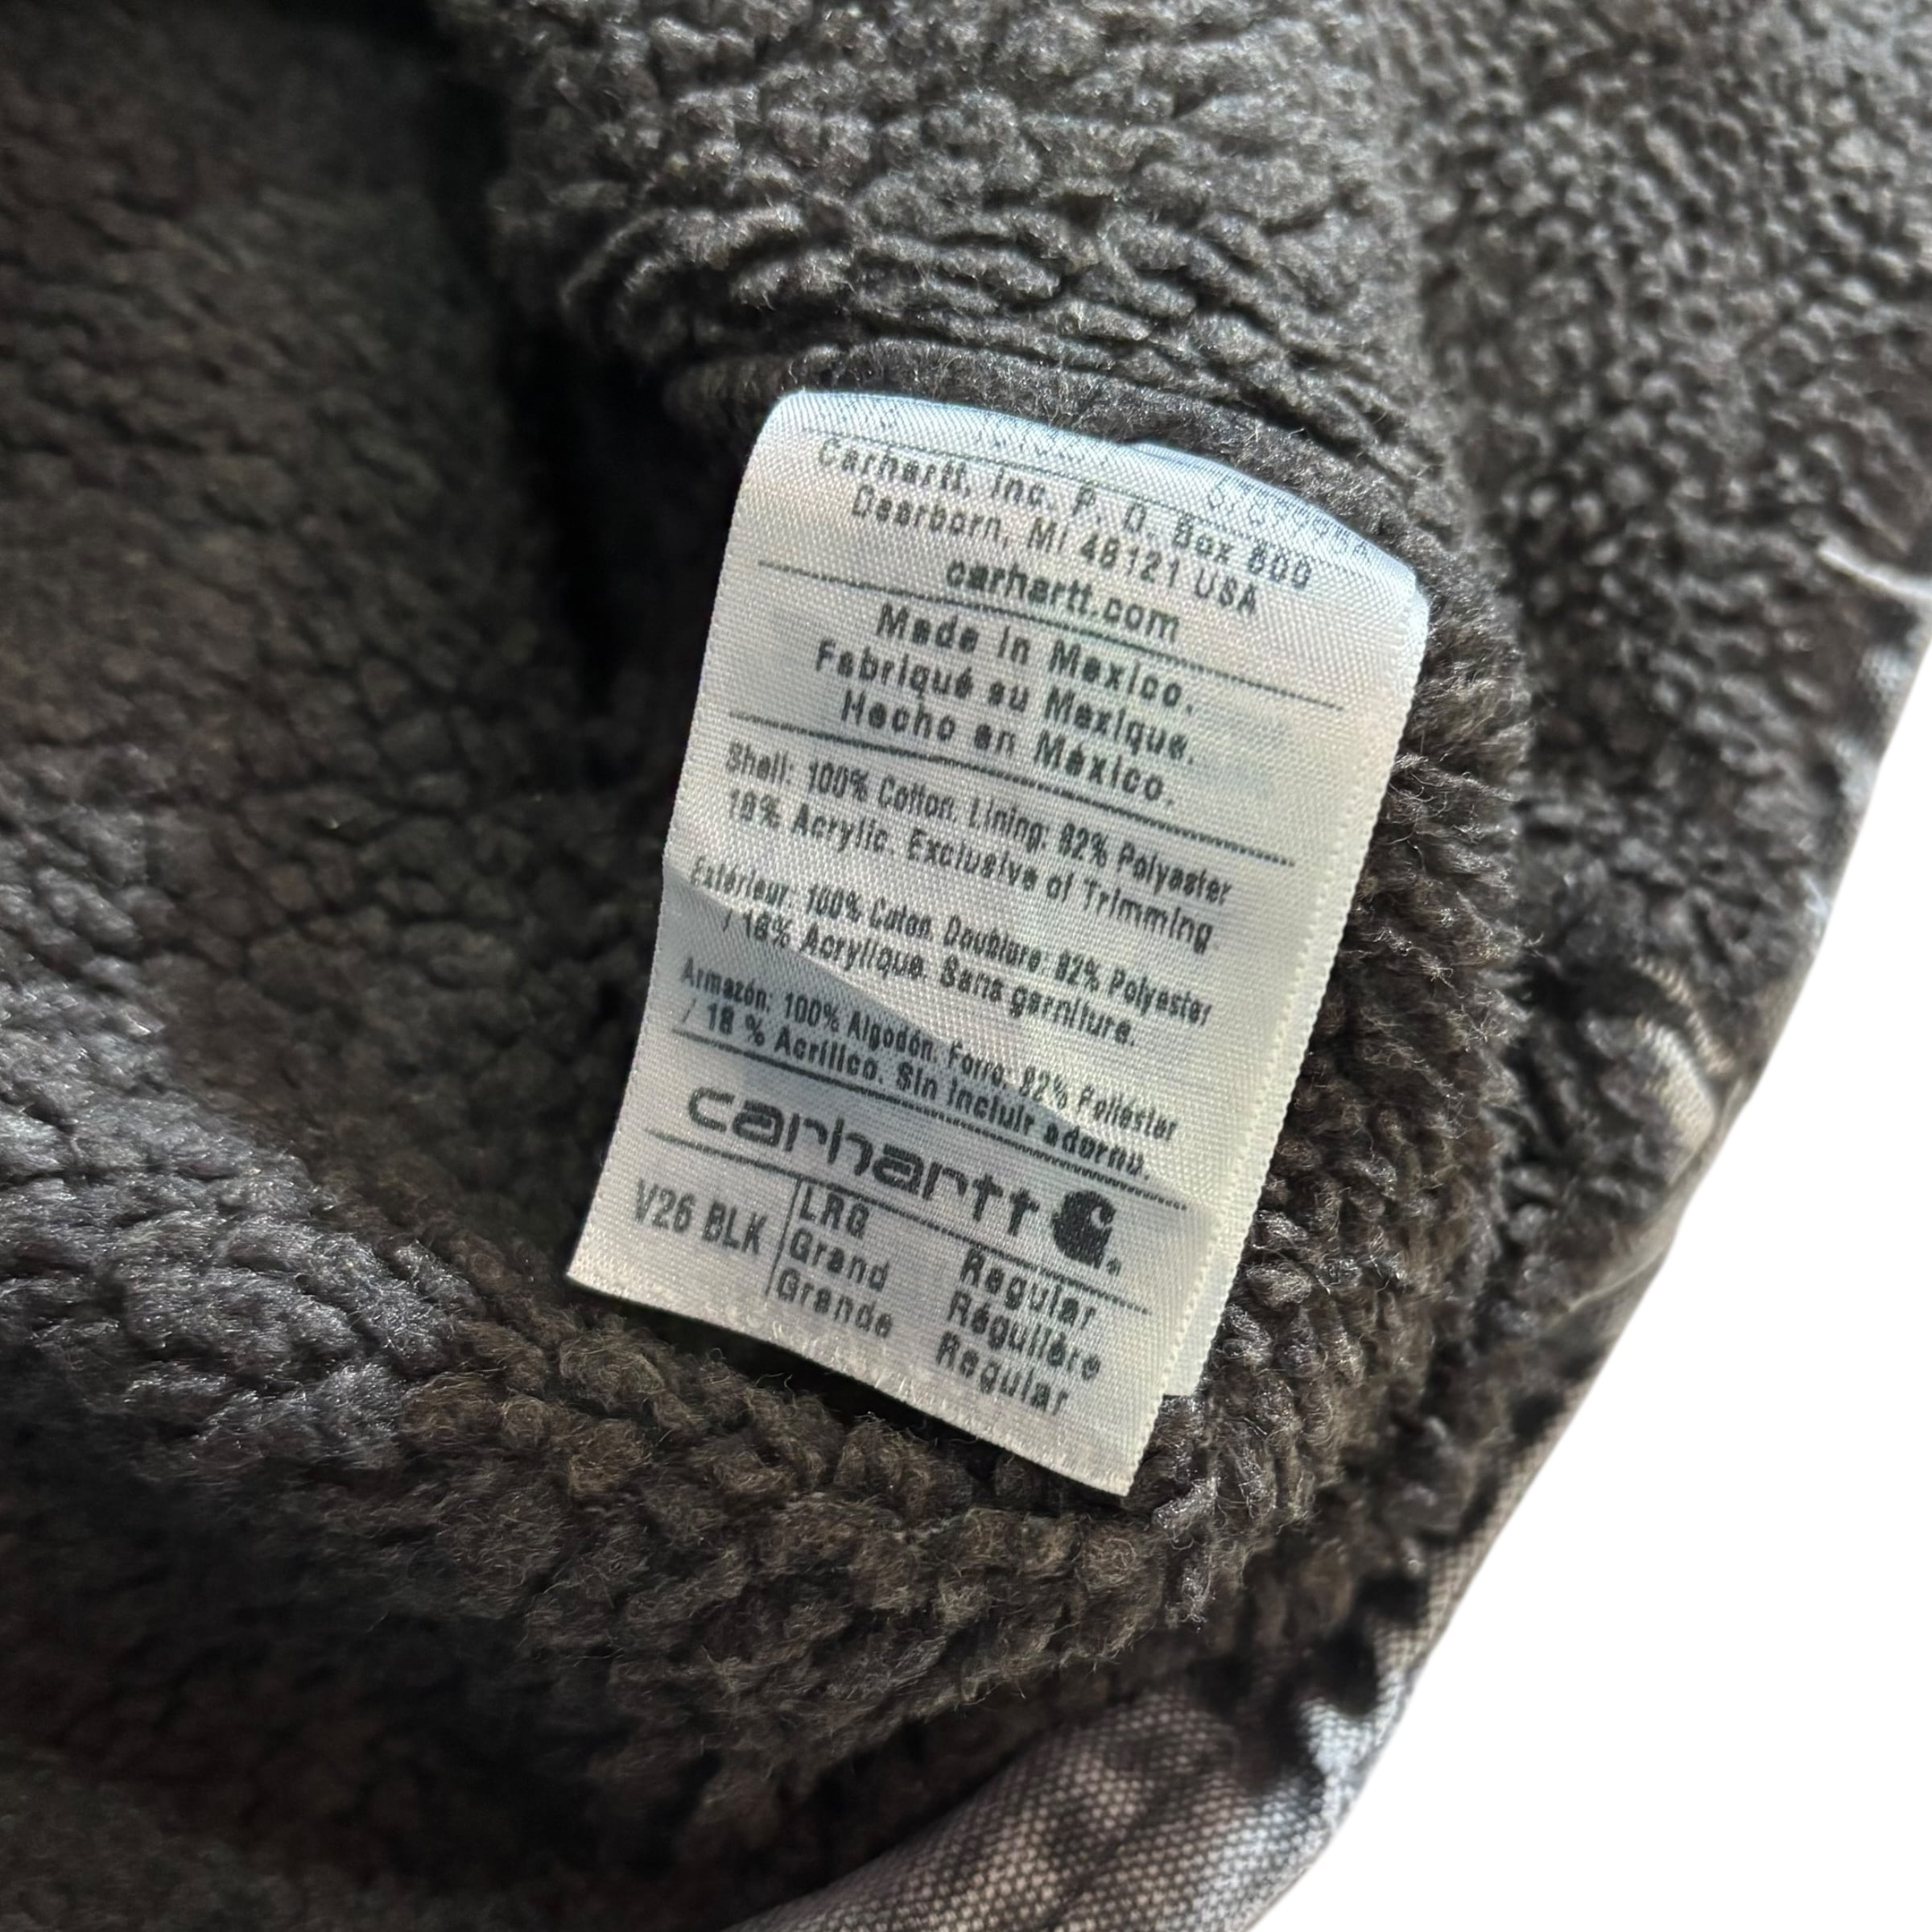 Carhartt, Inc. P. O. Box 600
Dearborn, MI 48121 USA
carhartt.com
Made in Mexico.
Fabriqué au Mexique.
Hecho en México.
Shell: 100% Cotton. Lining: 82% Polyester
18% Acrylic. Exclusive of Trimming
Extérieur: 100% Coton. Doublure: 82% Polyester
/ 18% Acrylique. Sans garniture.
Armazón: 100% Algodón. Forro: 82% Poliéster
/ 18 % Acrílico. Sin incluir adorno.
carhartt
V26 BLK LRG Regular
Grand Régulière
Grande Regular